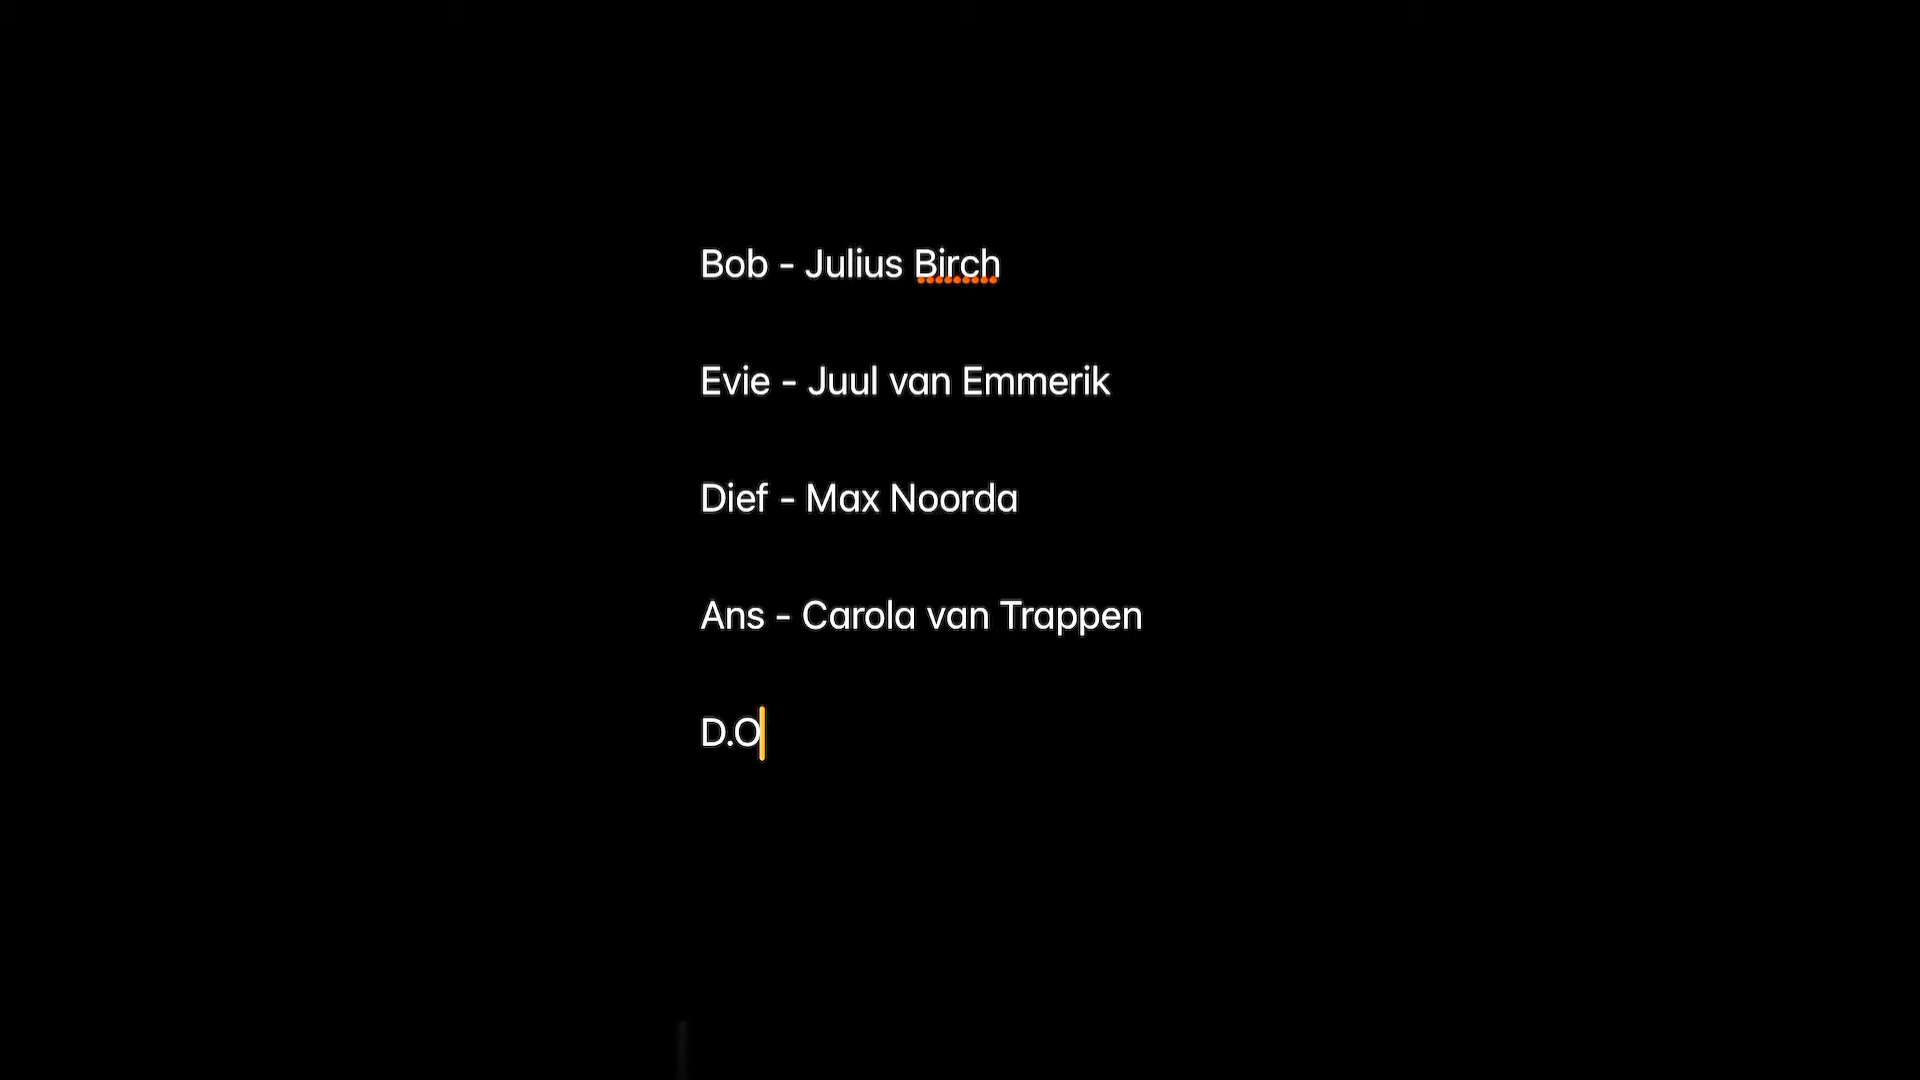 Bob - Julius Birch
Evie - Juul van Emmerik
Dief - Max Noorda
Ans - Carola van Trappen
D.O